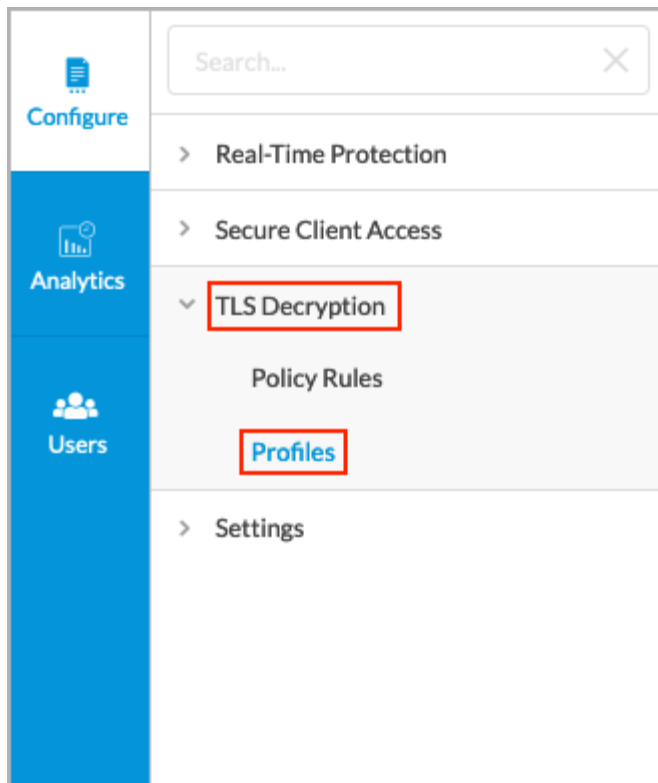 Configure
Analytics
Users
Search...
Real-Time Protection
Secure Client Access
TLS Decryption
Policy Rules
Profiles
Settings